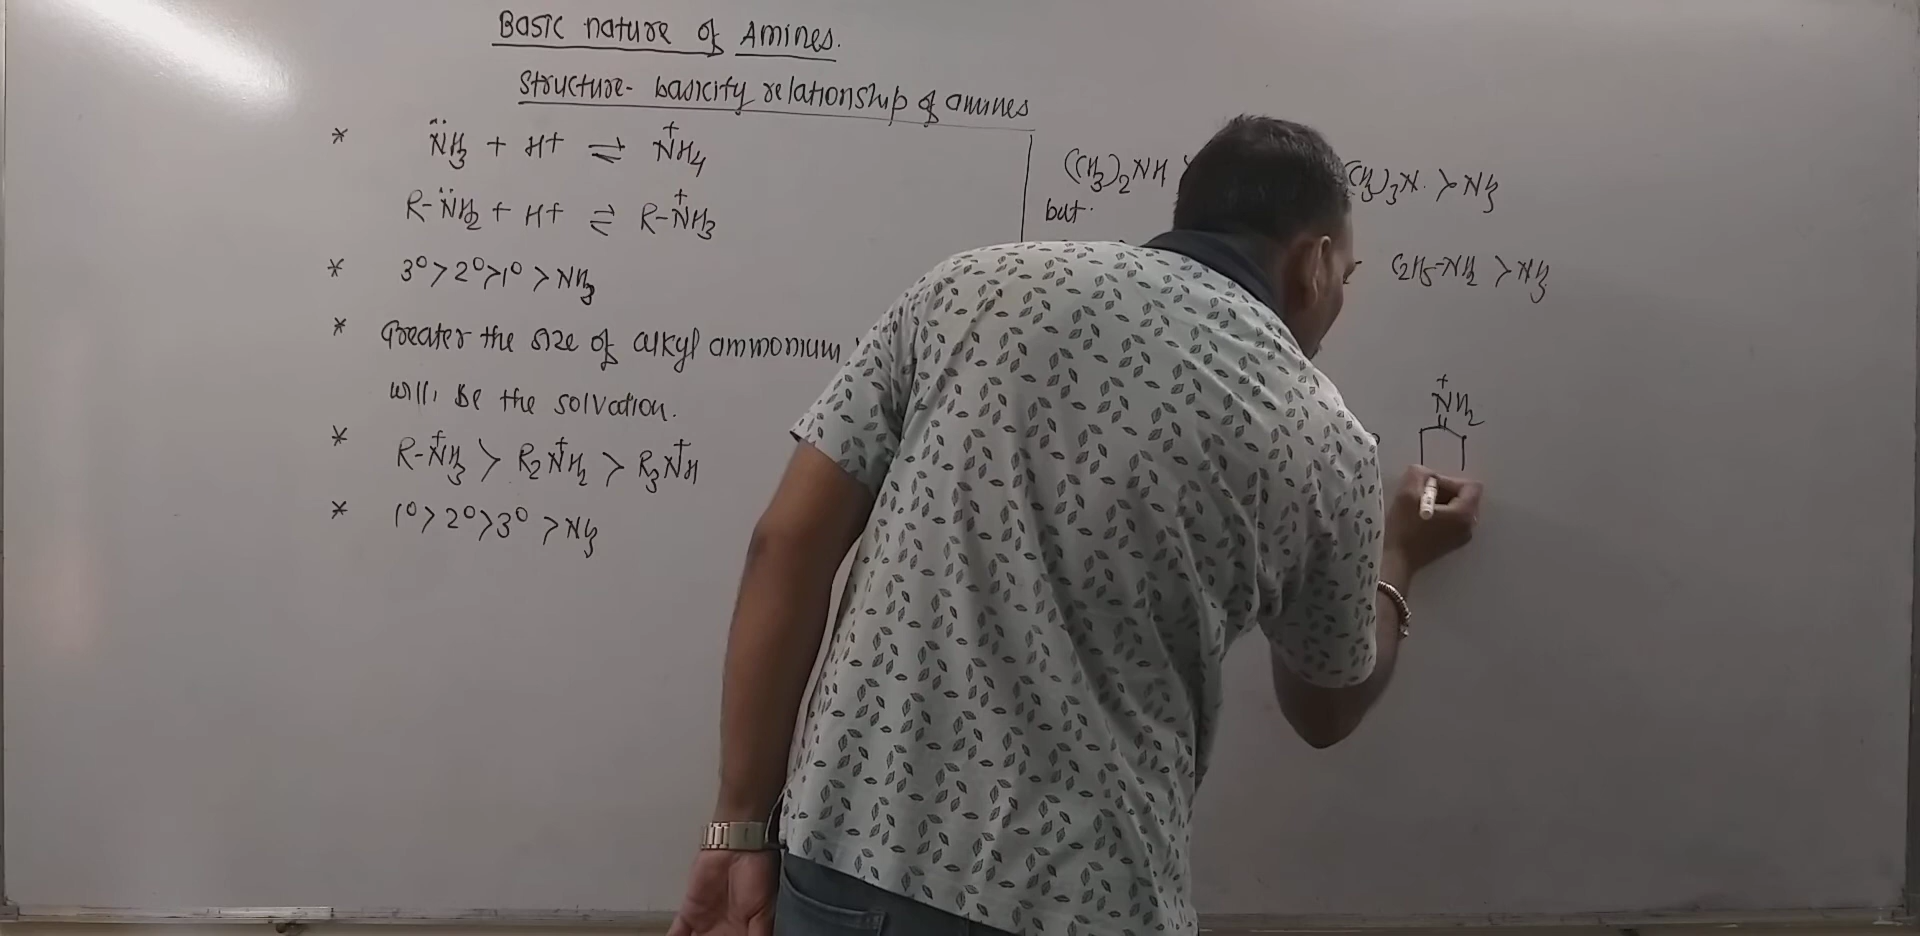 Basic nature of Amines.
Structure- basicity relationship of amines
* N̈H₃ + H+ ⇌ N⁺H₄
R-N̈H₂ + H+ ⇌ R-N⁺H₃
* 3° > 2° > 1° > NH₃
* Greater the size of alkyl ammonium
will, Be the solvation.
* R-N⁺H₃ > R₂N⁺H₂ > R₃N⁺H
* 1° > 2° > 3° > NH₃
(CH₃)₂NH > (CH₃)₃N. > NH₃
but.
C₂H₅-NH₂ > NH₃.
N⁺H₂